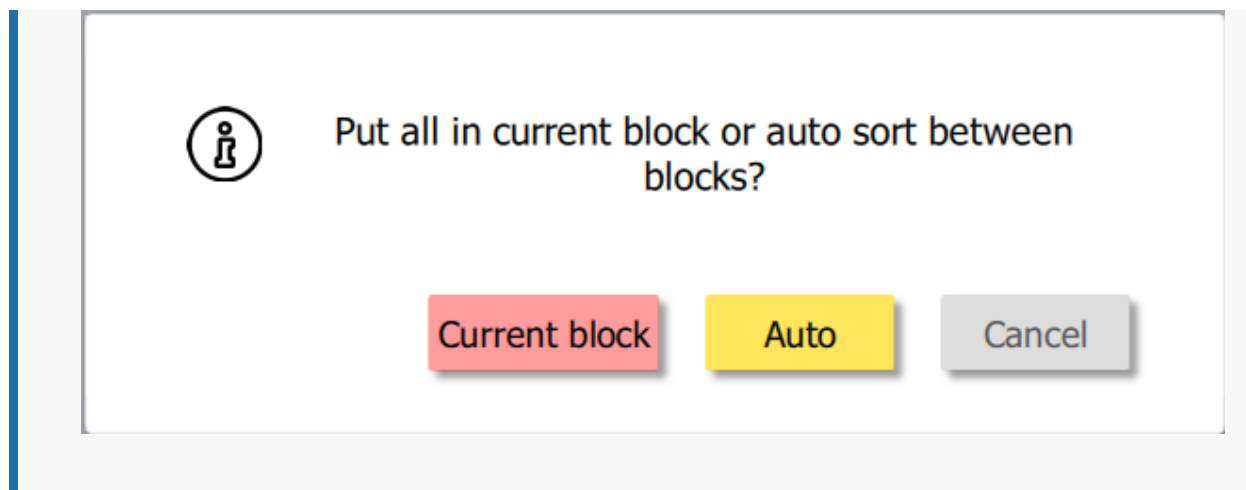 Put all in current block or auto sort between
blocks?
Current block
Auto
Cancel